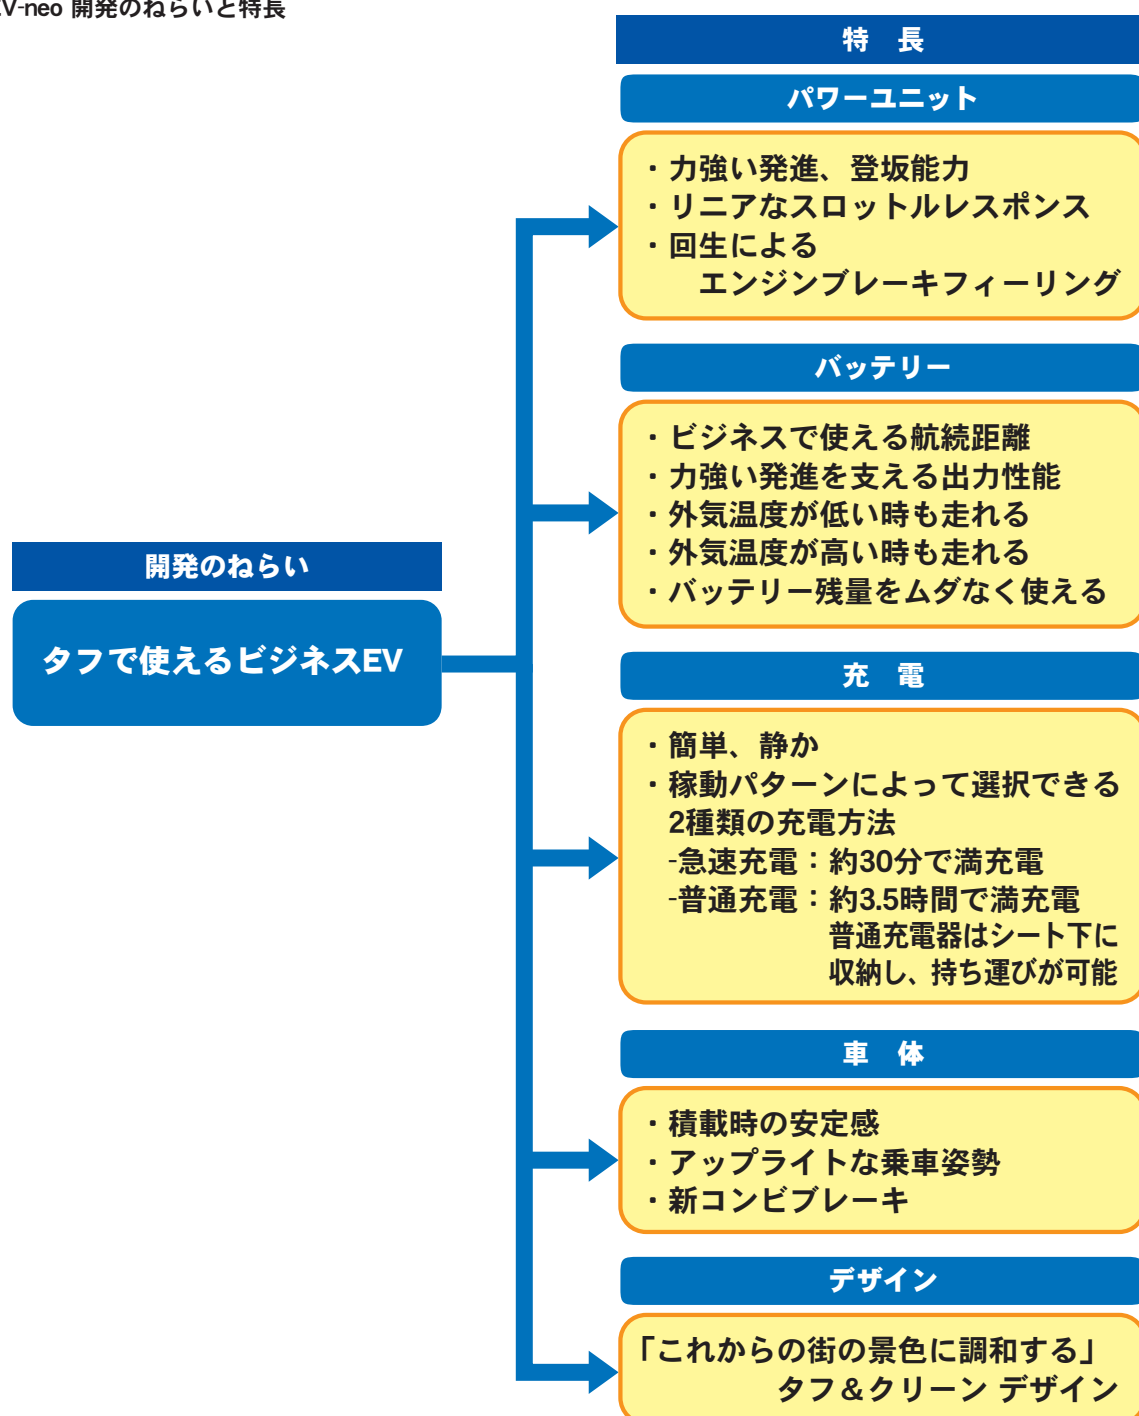 EV-neo 開発のねらいと特長
特　長
パワーユニット
・力強い発進、登坂能力
・リニアなスロットルレスポンス
・回生による
エンジンブレーキフィーリング
バッテリー
・ビジネスで使える航続距離
・力強い発進を支える出力性能
・外気温度が低い時も走れる
・外気温度が高い時も走れる
・バッテリー残量をムダなく使える
開発のねらい
タフで使えるビジネスEV
充　電
・簡単、静か
・稼動パターンによって選択できる
2種類の充電方法
-急速充電：約30分で満充電
-普通充電：約3.5時間で満充電
普通充電器はシート下に
収納し、持ち運びが可能
車　体
・積載時の安定感
・アップライトな乗車姿勢
・新コンビブレーキ
デザイン
「これからの街の景色に調和する」
タフ＆クリーン デザイン